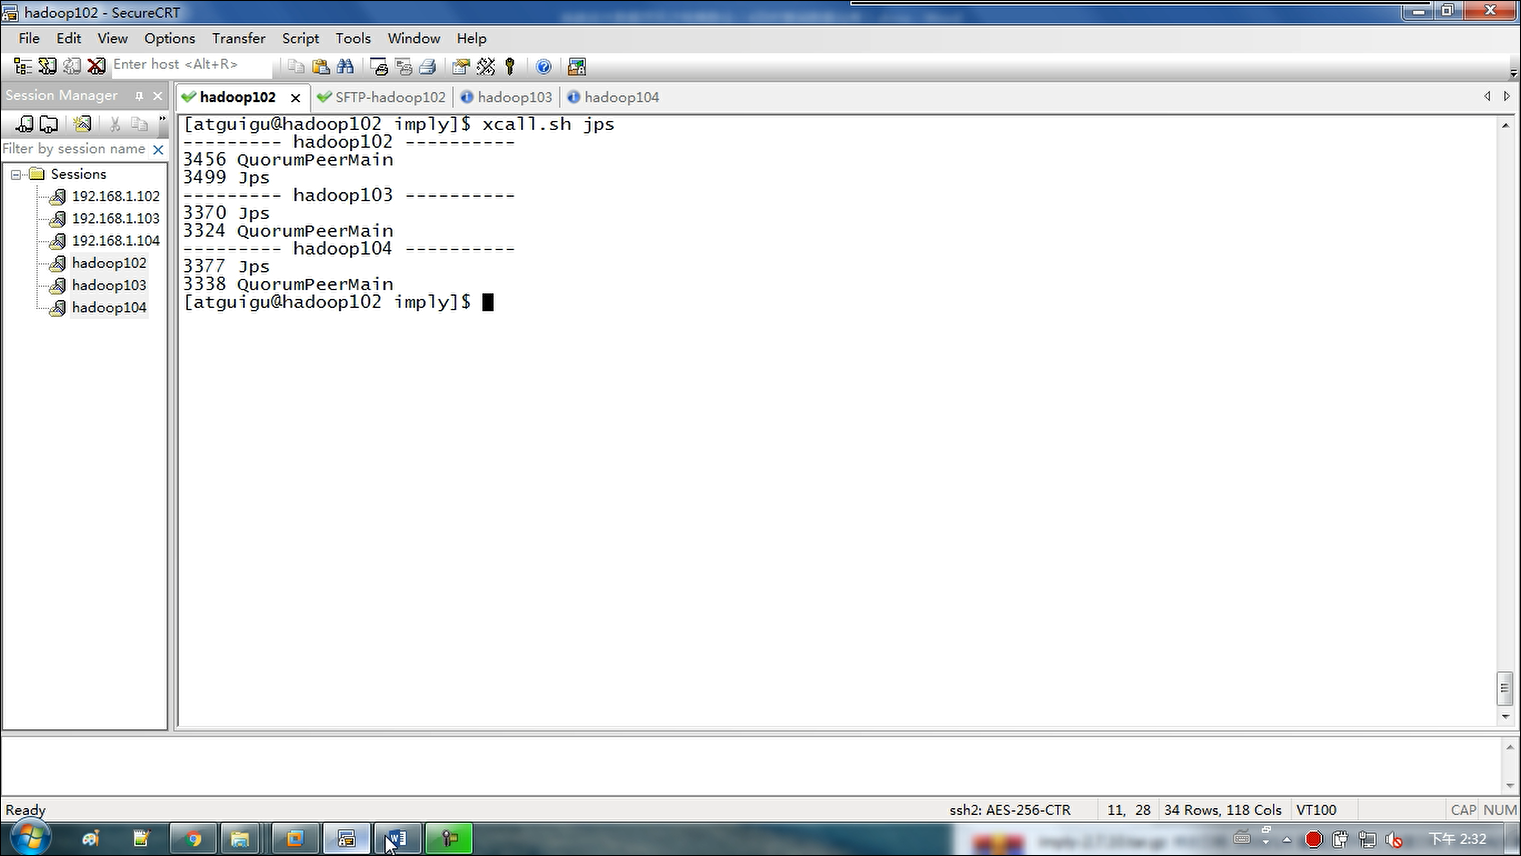 hadoop102 - SecureCRT
File Edit View Options Transfer Script Tools Window Help
Enter host <Alt+R>
Session Manager
hadoop102
SFTP-hadoop102
hadoop103
hadoop104
Filter by session name
Sessions
192.168.1.102
192.168.1.103
192.168.1.104
hadoop102
hadoop103
hadoop104
[atguigu@hadoop102 imply]$ xcall.sh jps
--------- hadoop102 ----------
3456 QuorumPeerMain
3499 Jps
--------- hadoop103 ----------
3370 Jps
3324 QuorumPeerMain
--------- hadoop104 ----------
3377 Jps
3338 QuorumPeerMain
[atguigu@hadoop102 imply]$
Ready
ssh2: AES-256-CTR
11, 28
34 Rows, 118 Cols
VT100
CAP NUM
下午 2:32